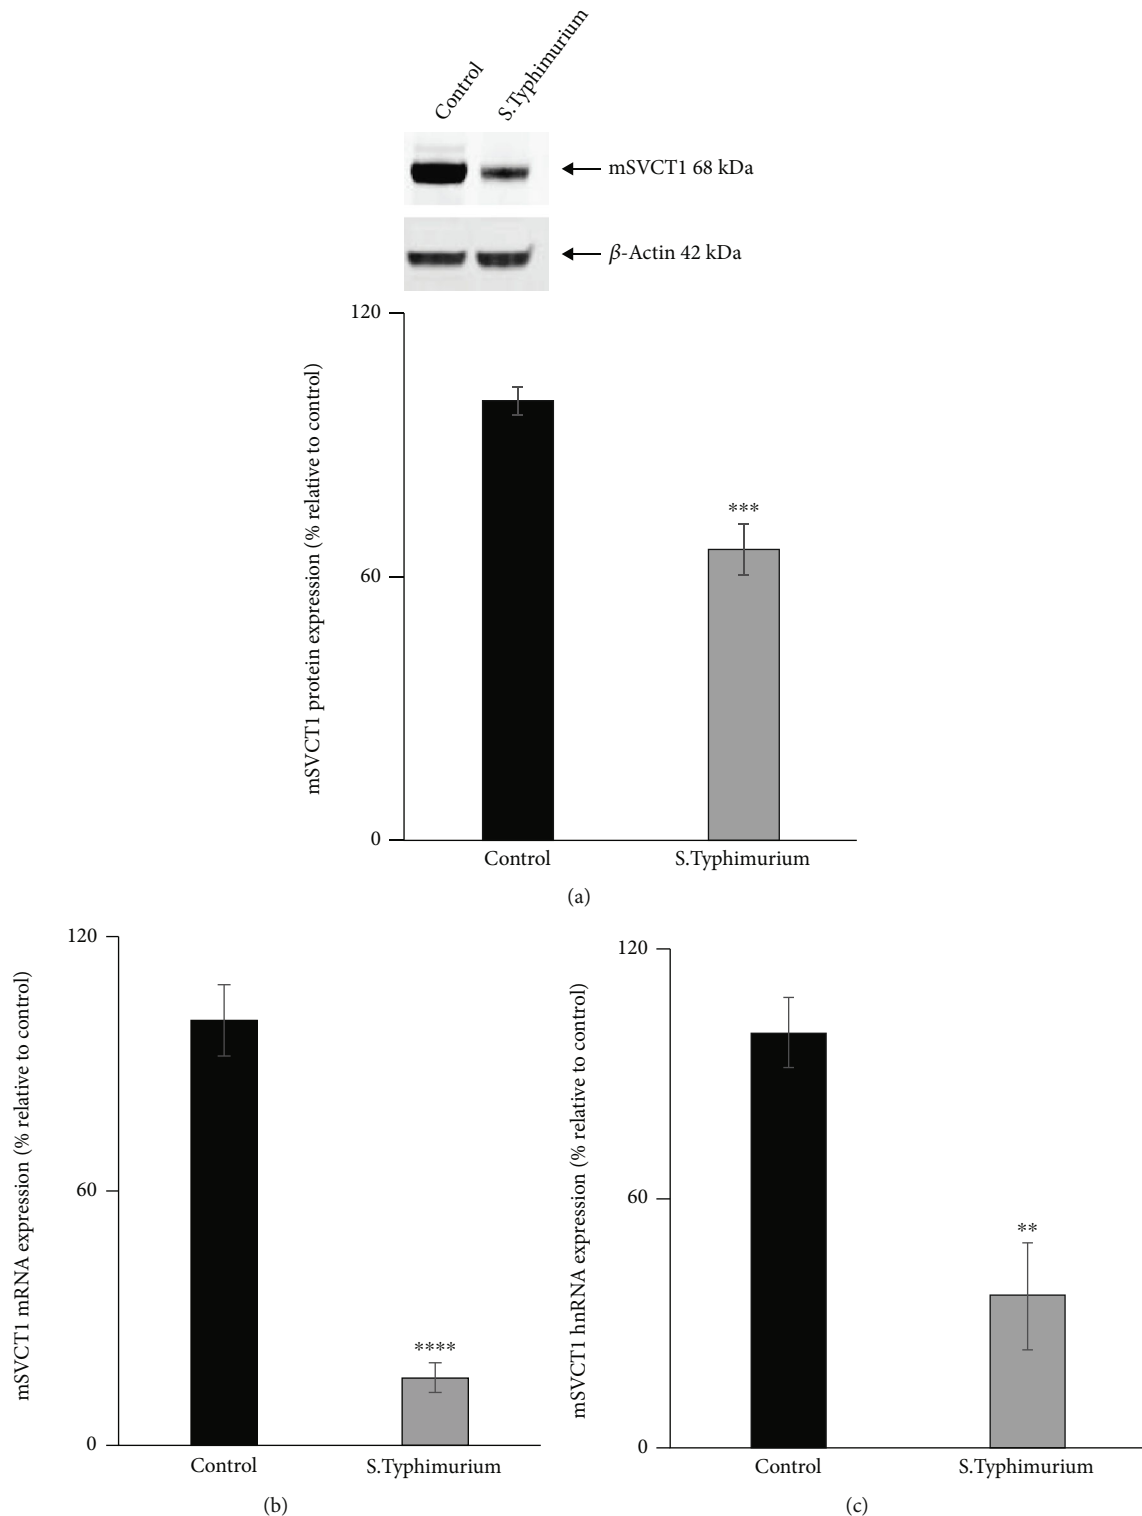 Control
S.Typhimurium
mSVCT1 68 kDa
β-Actin 42 kDa
120
60
0
mSVCT1 protein expression (% relative to control)
***
Control
S.Typhimurium
(a)
120
60
0
mSVCT1 mRNA expression (% relative to control)
****
Control
S.Typhimurium
(b)
120
60
0
mSVCT1 hnRNA expression (% relative to control)
**
Control
S.Typhimurium
(c)